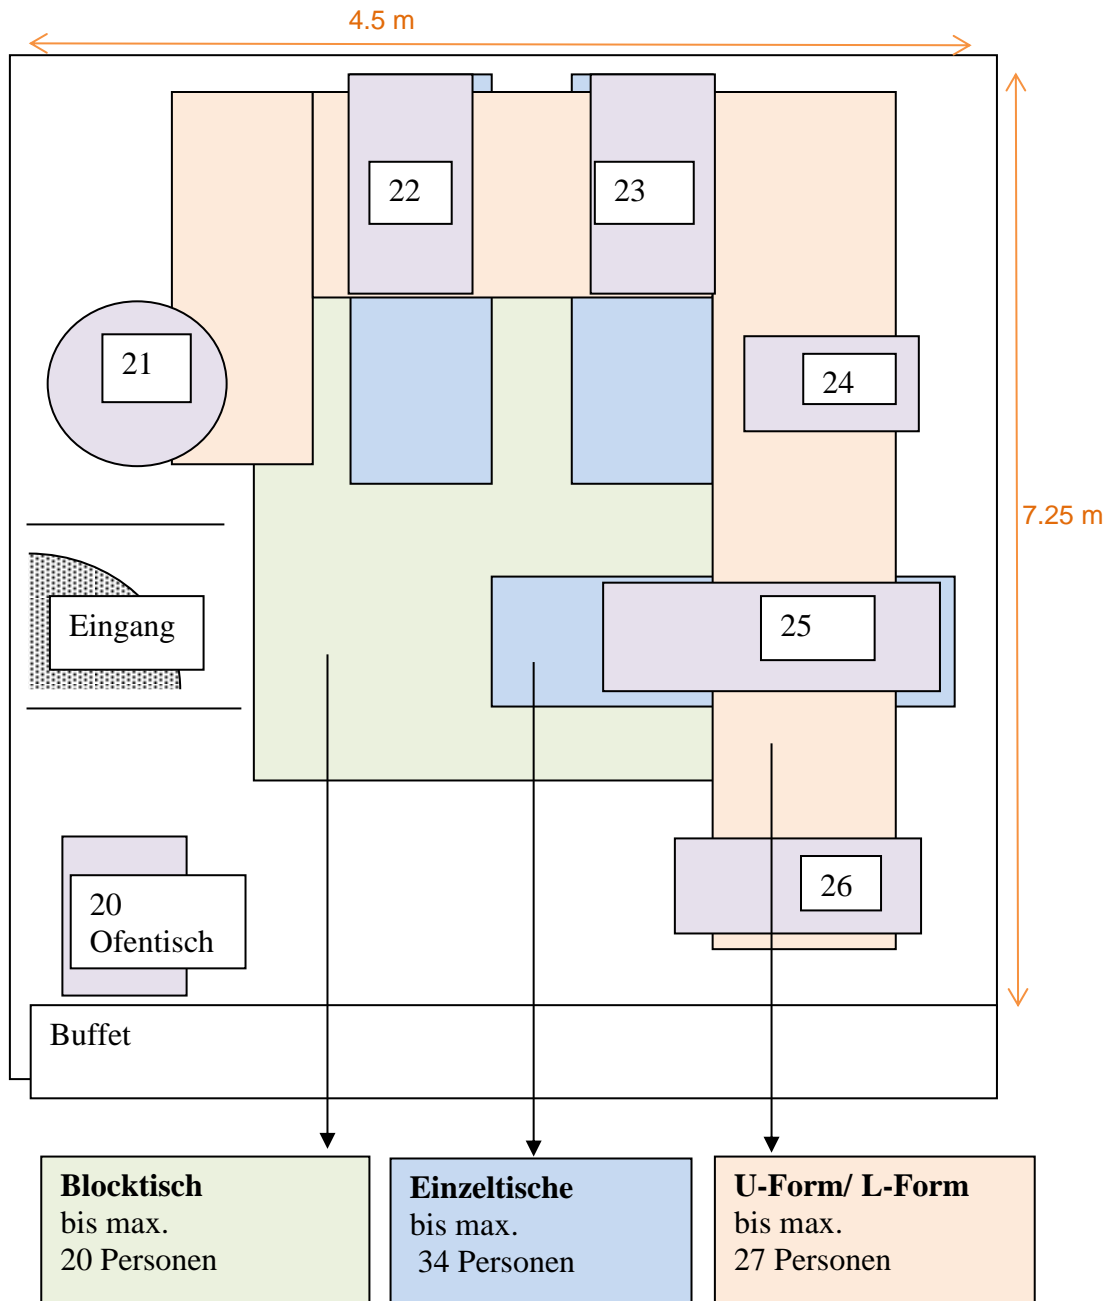 4.5 m
22
23
21
24
7.25 m
Eingang
25
20
Ofentisch
26
Buffet
Blocktisch
bis max.
20 Personen
Einzeltische
bis max.
34 Personen
U-Form/ L-Form
bis max.
27 Personen